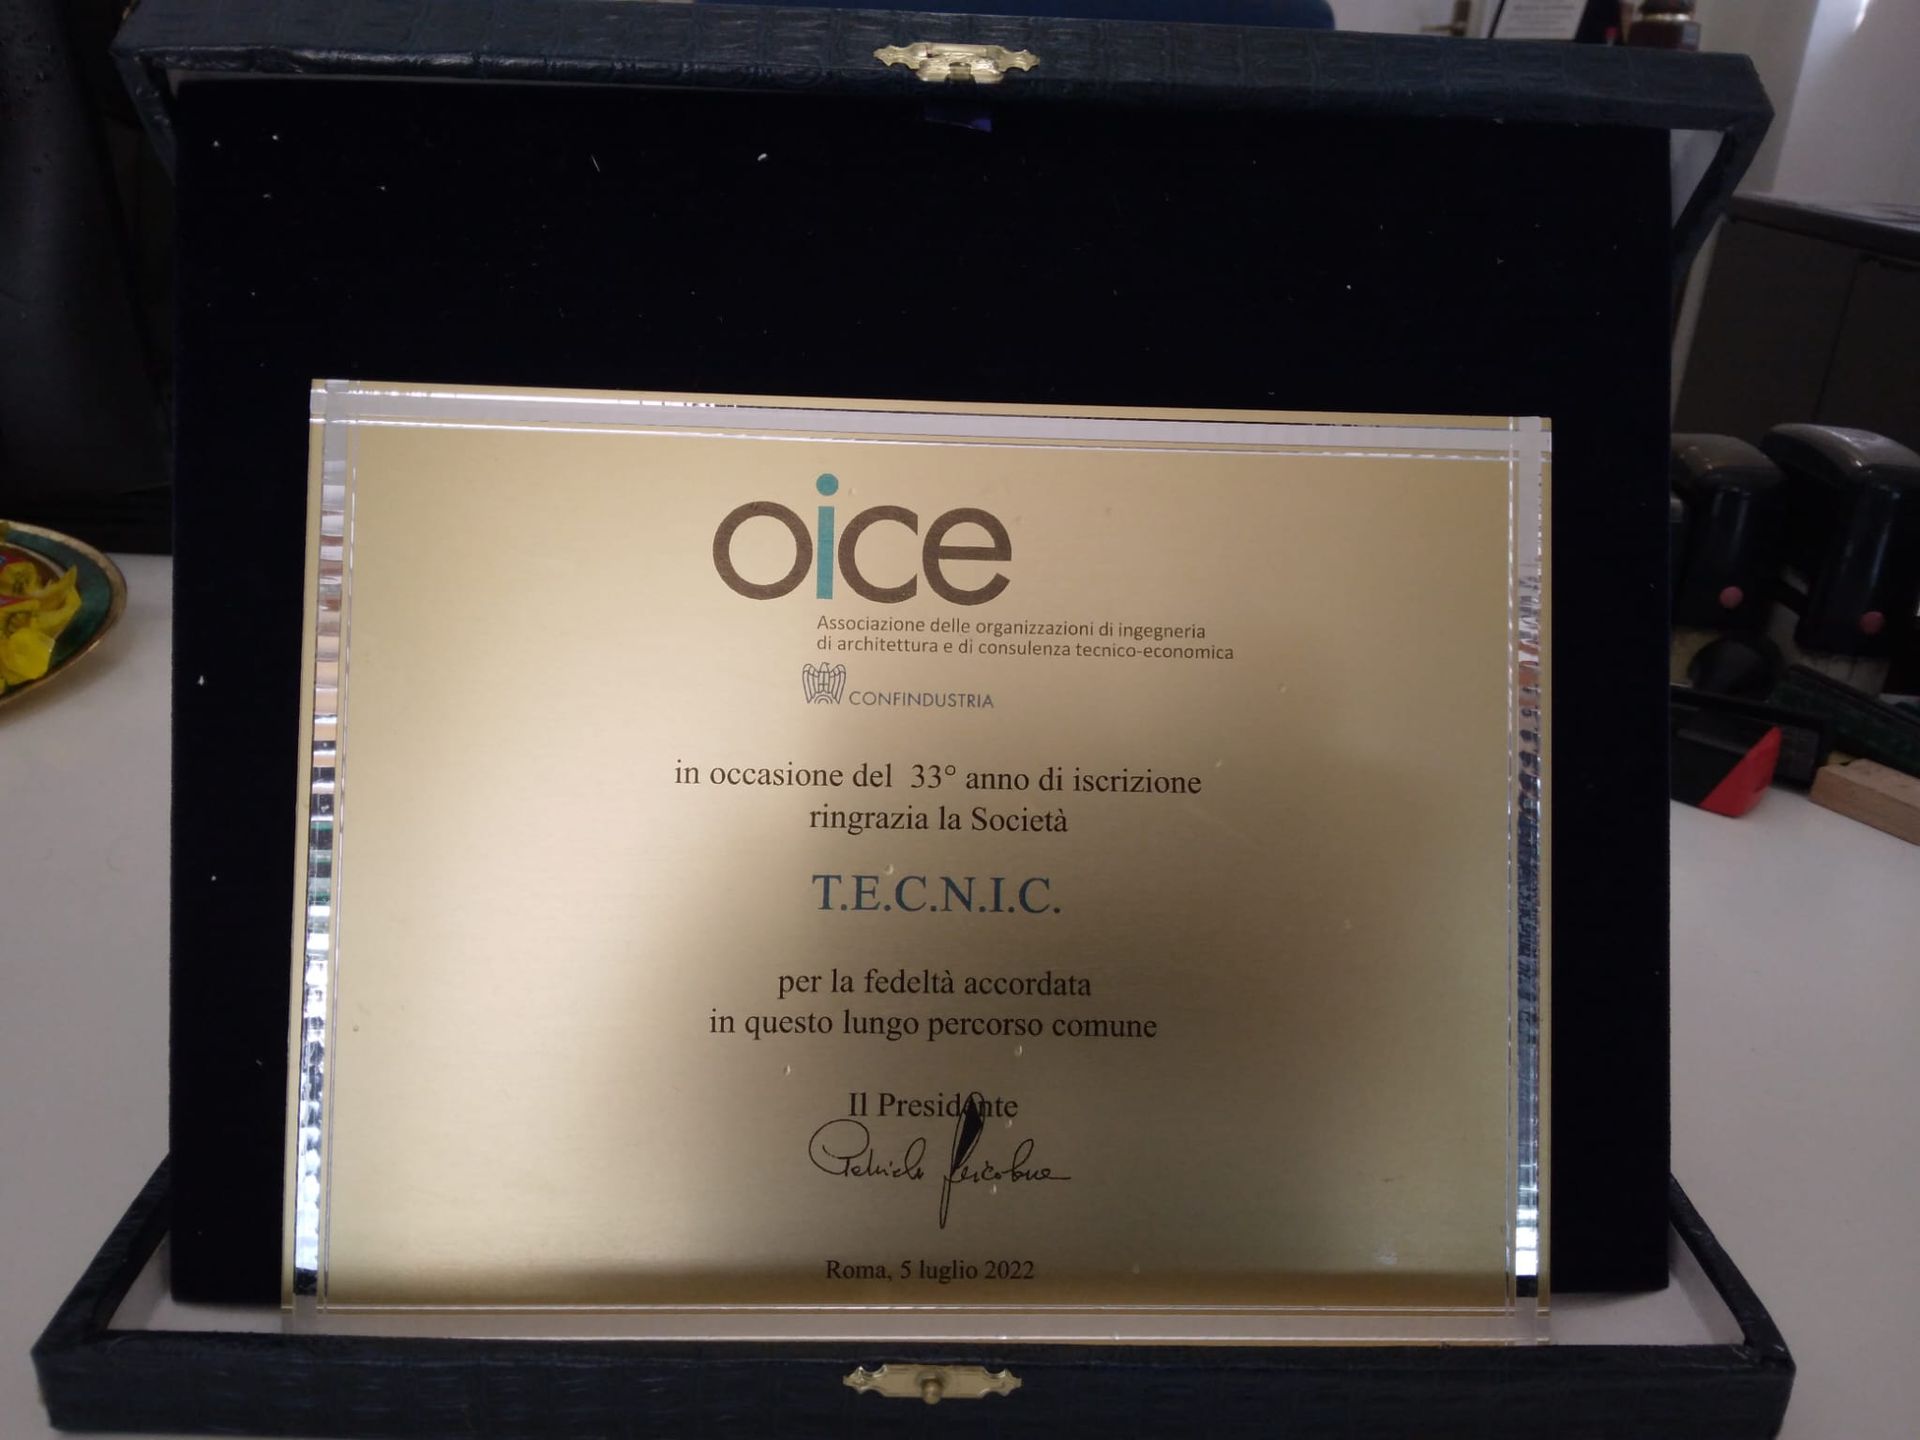 oice
Associazione delle organizzazioni di ingegneria
di architettura e di consulenza tecnico-economica
CONFINDUSTRIA
in occasione del 33° anno di iscrizione
ringrazia la Società
T.E.C.N.I.C.
per la fedeltà accordata
in questo lungo percorso comune
Il Presidente
Roma, 5 luglio 2022